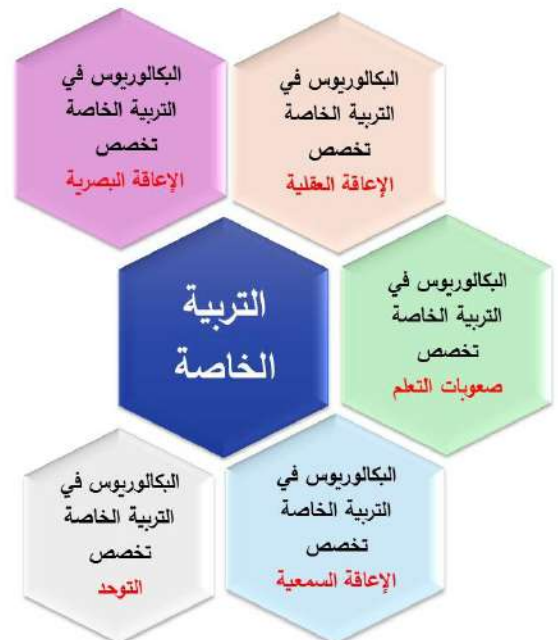 البكالوريوس في
التربية الخاصة
تخصص
الإعاقة العقلية
البكالوريوس في
التربية الخاصة
تخصص
الإعاقة البصرية
البكالوريوس في
التربية الخاصة
تخصص
صعوبات التعلم
التربية
الخاصة
البكالوريوس في
التربية الخاصة
تخصص
الإعاقة السمعية
البكالوريوس في
التربية الخاصة
تخصص
التوحد